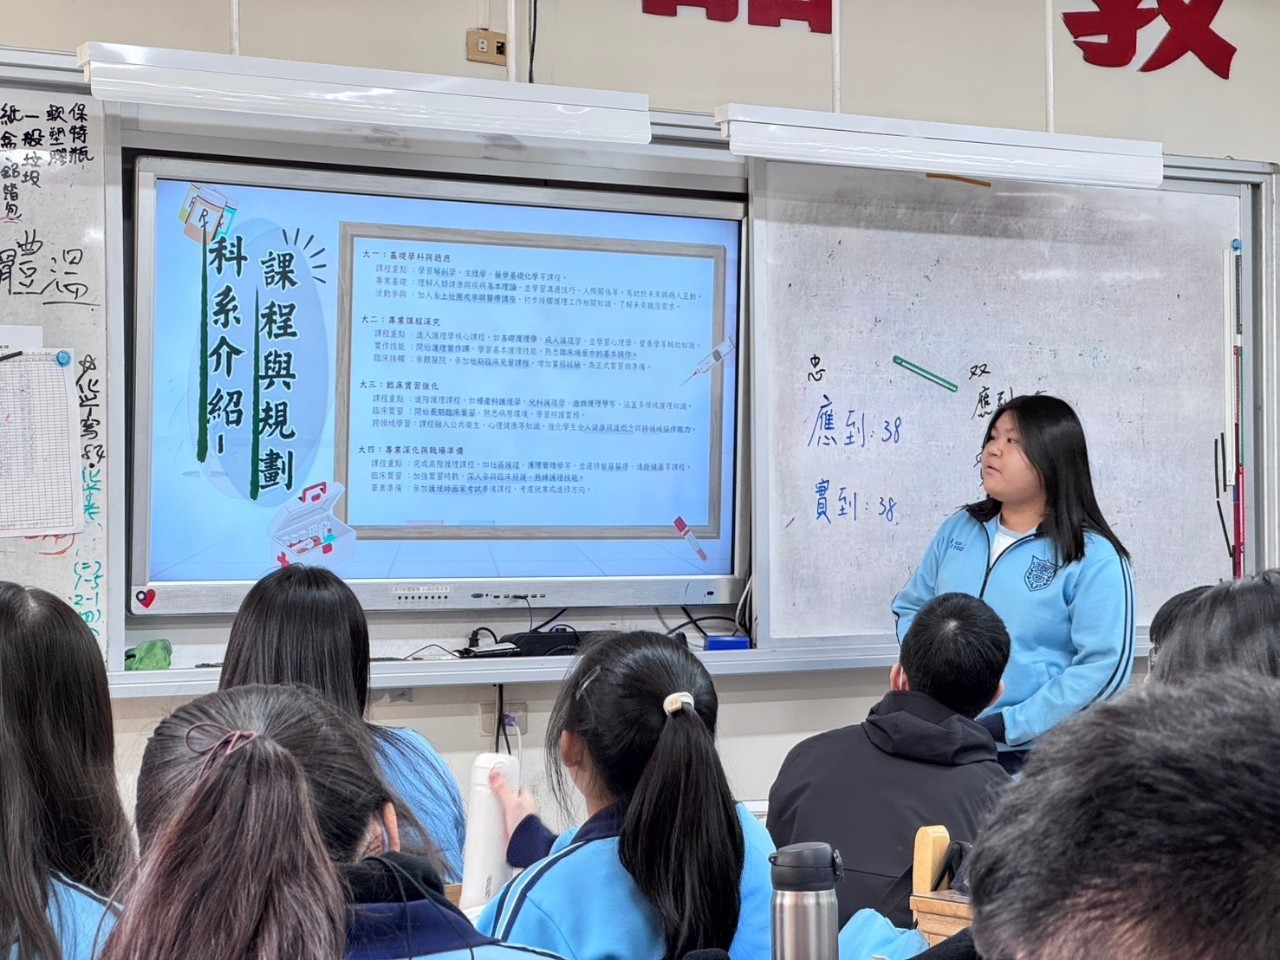 教
保特瓶
軟塑膠
一般垃圾
紙
體溫
科系介紹-
課程與規劃
大一：基礎學科與適應
課程重點：學習解剖學、生理學、醫學基礎化學等課程。
專業基礎：理解人類健康與疾病基本理論，並學習溝通技巧、人際關係等，有助於未來與病人互動。
活動參與：加入系上社團或參與醫療講座，初步接觸護理工作相關知識，了解未來就業需求。
大二：專業課程深究
課程重點：進入護理學核心課程，如基礎護理學、成人護理學，並學習心理學、營養學等輔助知識。
實作技能：開始護理實作課，學習基本護理技能，熟悉臨床場景中的基本操作。
臨床接觸：參觀醫院、參加短期臨床見習課程，增加實務經驗，為正式實習做準備。
大三：臨床實習強化
課程重點：進階護理課程，如婦產科護理學、兒科護理學、急救護理學等，涵蓋多領域護理知識。
臨床實習：開始長期臨床實習，熟悉病房環境，學習照護實務。
跨領域學習：課程融入公共衛生、心理健康等知識，強化學生全人健康照護概念與跨領域協作能力。
大四：專業深化與職場準備
課程重點：完成高階護理課程，如社區護理、護理管理學等，並選修醫藥
臨床實習：加強實習時數，深入參與臨床照護，熟練護理技能。
畢業準備：參加護理師國家考試準備課程，考慮就業或進修方向。
忠
應到：38
實到：38
双
應到